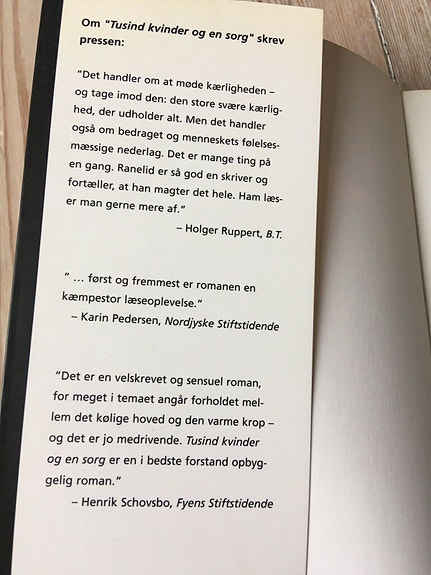 Om "Tusind kvinder og en sorg" skrev
pressen:
"Det handler om at møde kærligheden –
og tage imod den: den store svære kærlig-
hed, der udholder alt. Men det handler
også om bedraget og menneskets følelses-
mæssige nederlag. Det er mange ting på
en gang. Ranelid er så god en skriver og
fortæller, at han magter det hele. Ham læs-
er man gerne mere af."
– Holger Ruppert, B.T.
" ... først og fremmest er romanen en
kæmpestor læseoplevelse."
– Karin Pedersen, Nordjyske Stiftstidende
"Det er en velskrevet og sensuel roman,
for meget i temaet angår forholdet mel-
lem det kølige hoved og den varme krop –
og det er jo medrivende. Tusind kvinder
og en sorg er en i bedste forstand opbyg-
gelig roman."
– Henrik Schovsbo, Fyens Stiftstidende